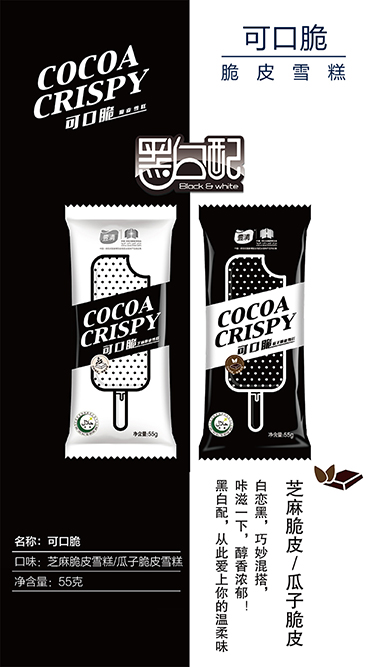 COCOA
CRISPY
可口脆 脆皮雪糕
可口脆
脆皮雪糕
黑白配
Black & white
COCOA
CRISPY
可口脆
净含量:55g
COCOA
CRISPY
可口脆
净含量:55g
芝麻脆皮/瓜子脆皮
白恋黑，巧妙混搭，
咔滋一下，醇香浓郁！
黑白配，从此爱上你的温柔味
名称：可口脆
口味：芝麻脆皮雪糕/瓜子脆皮雪糕
净含量：55克